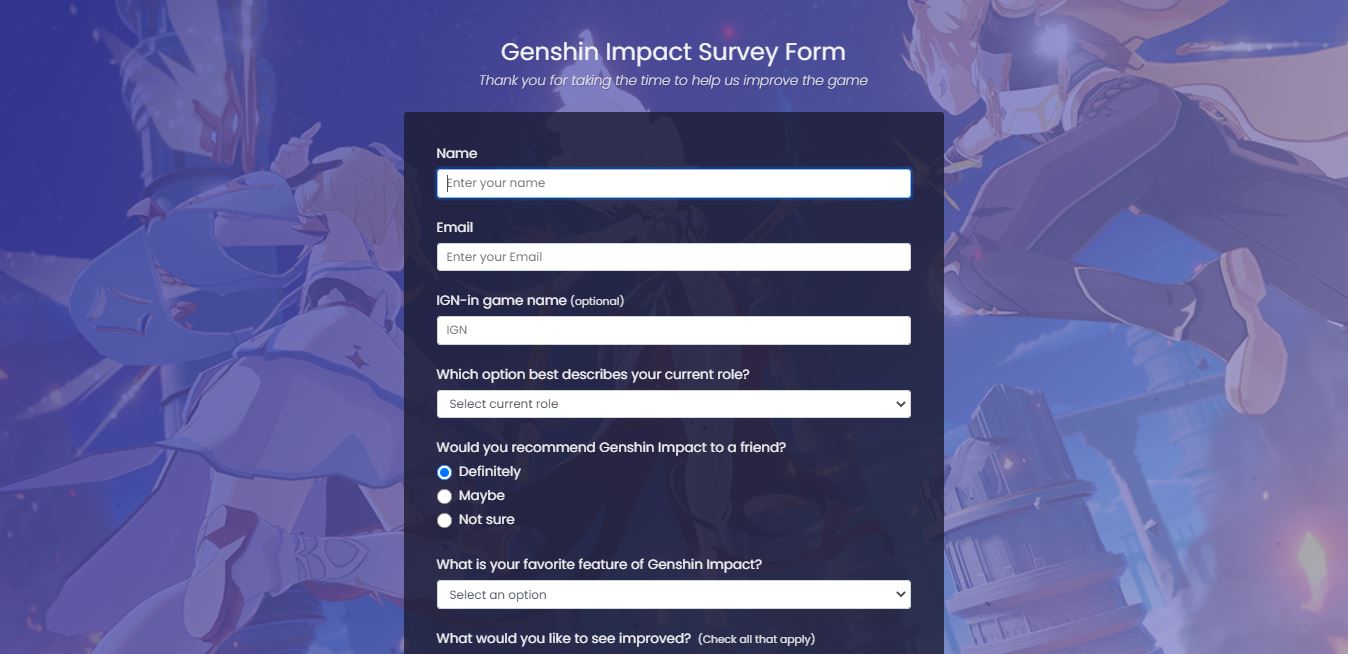 Genshin Impact Survey Form
Thank you for taking the time to help us improve the game
Name
Enter your name
Email
Enter your Email
IGN-in game name (optional)
IGN
Which option best describes your current role?
Select current role
Would you recommend Genshin Impact to a friend?
Definitely
Maybe
Not sure
What is your favorite feature of Genshin Impact?
Select an option
What would you like to see improved? (Check all that apply)